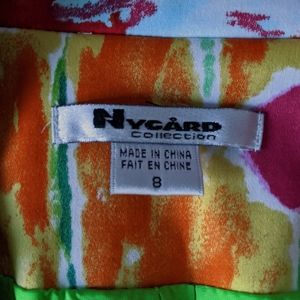 NYGÅRD
Collection
MADE IN CHINA
FAIT EN CHINE
8